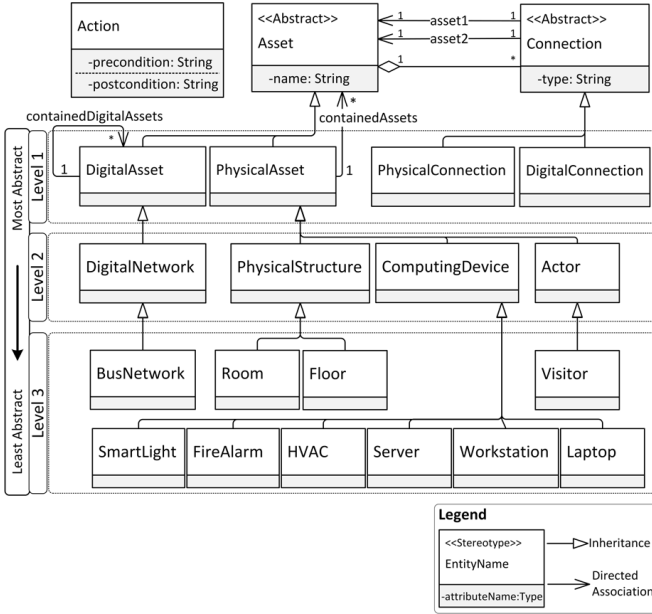 Action
-precondition: String
-postcondition: String
<<Abstract>>
Asset
-name: String
1
asset1
1
1
asset2
1
1
*
<<Abstract>>
Connection
-type: String
containedDigitalAssets
*
1
*
containedAssets
1
Most Abstract
Least Abstract
Level 1
DigitalAsset
PhysicalAsset
PhysicalConnection
DigitalConnection
Level 2
DigitalNetwork
PhysicalStructure
ComputingDevice
Actor
Level 3
BusNetwork
Room
Floor
Visitor
SmartLight
FireAlarm
HVAC
Server
Workstation
Laptop
Legend
<<Stereotype>>
EntityName
-attributeName:Type
Inheritance
Directed
Association